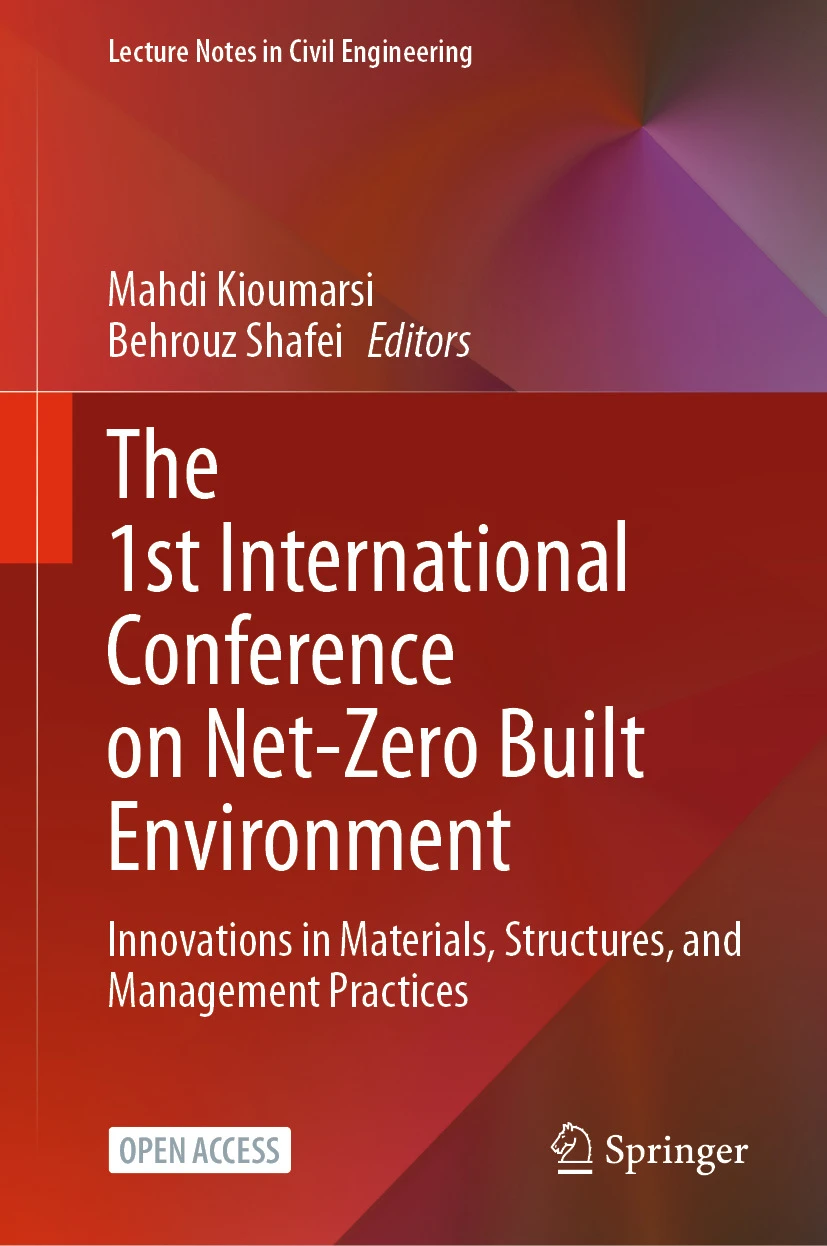 Lecture Notes in Civil Engineering
Mahdi Kioumarsi
Behrouz Shafei Editors
The
1st International
Conference
on Net-Zero Built
Environment
Innovations in Materials, Structures, and
Management Practices
OPEN ACCESS
Springer